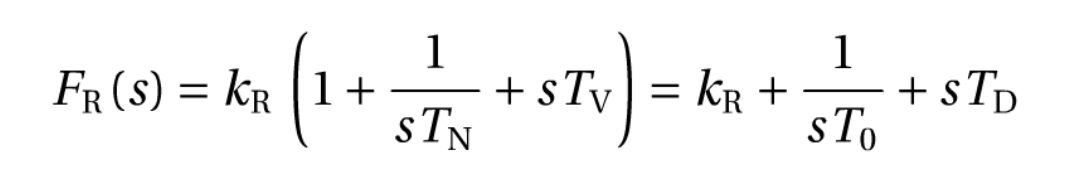 F_R(s) = k_R (1 + 1/(sT_N) + sT_V) = k_R + 1/(sT_0) + sT_D